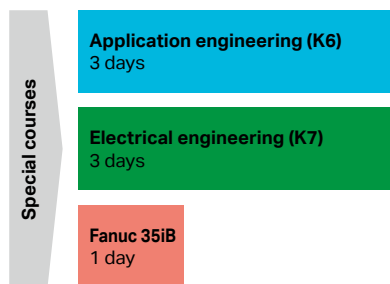 Special courses
Application engineering (K6)
3 days
Electrical engineering (K7)
3 days
Fanuc 35iB
1 day